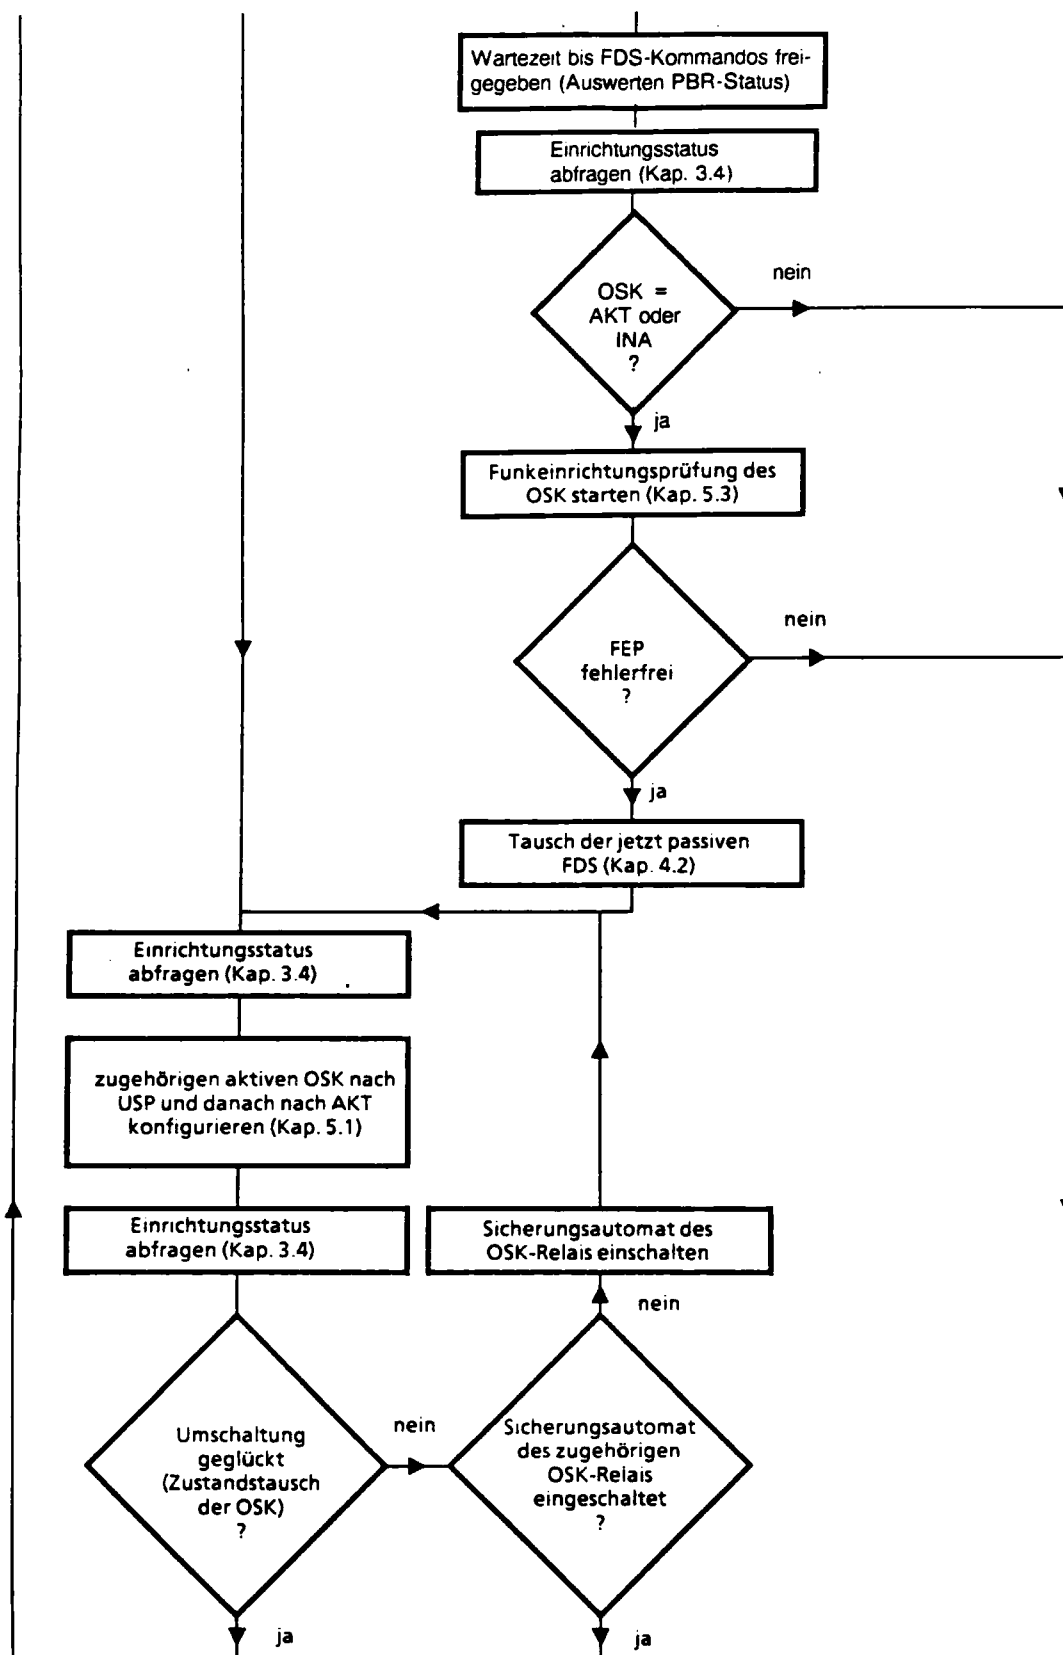 Wartezeit bis FDS-Kommandos frei-
gegeben (Auswerten PBR-Status)
Einrichtungsstatus
abfragen (Kap. 3.4)
nein
OSK =
AKT oder
INA
?
ja
Funkeinrichtungsprüfung des
OSK starten (Kap. 5.3)
nein
FEP
fehlerfrei
?
ja
Tausch der jetzt passiven
FDS (Kap. 4.2)
Einrichtungsstatus
abfragen (Kap. 3.4)
zugehörigen aktiven OSK nach
USP und danach nach AKT
konfigurieren (Kap. 5.1)
Einrichtungsstatus
abfragen (Kap. 3.4)
Sicherungsautomat des
OSK-Relais einschalten
nein
Umschaltung
geglückt
(Zustandstausch
der OSK)
?
nein
Sicherungsautomat
des zugehörigen
OSK-Relais
eingeschaltet
?
ja
ja